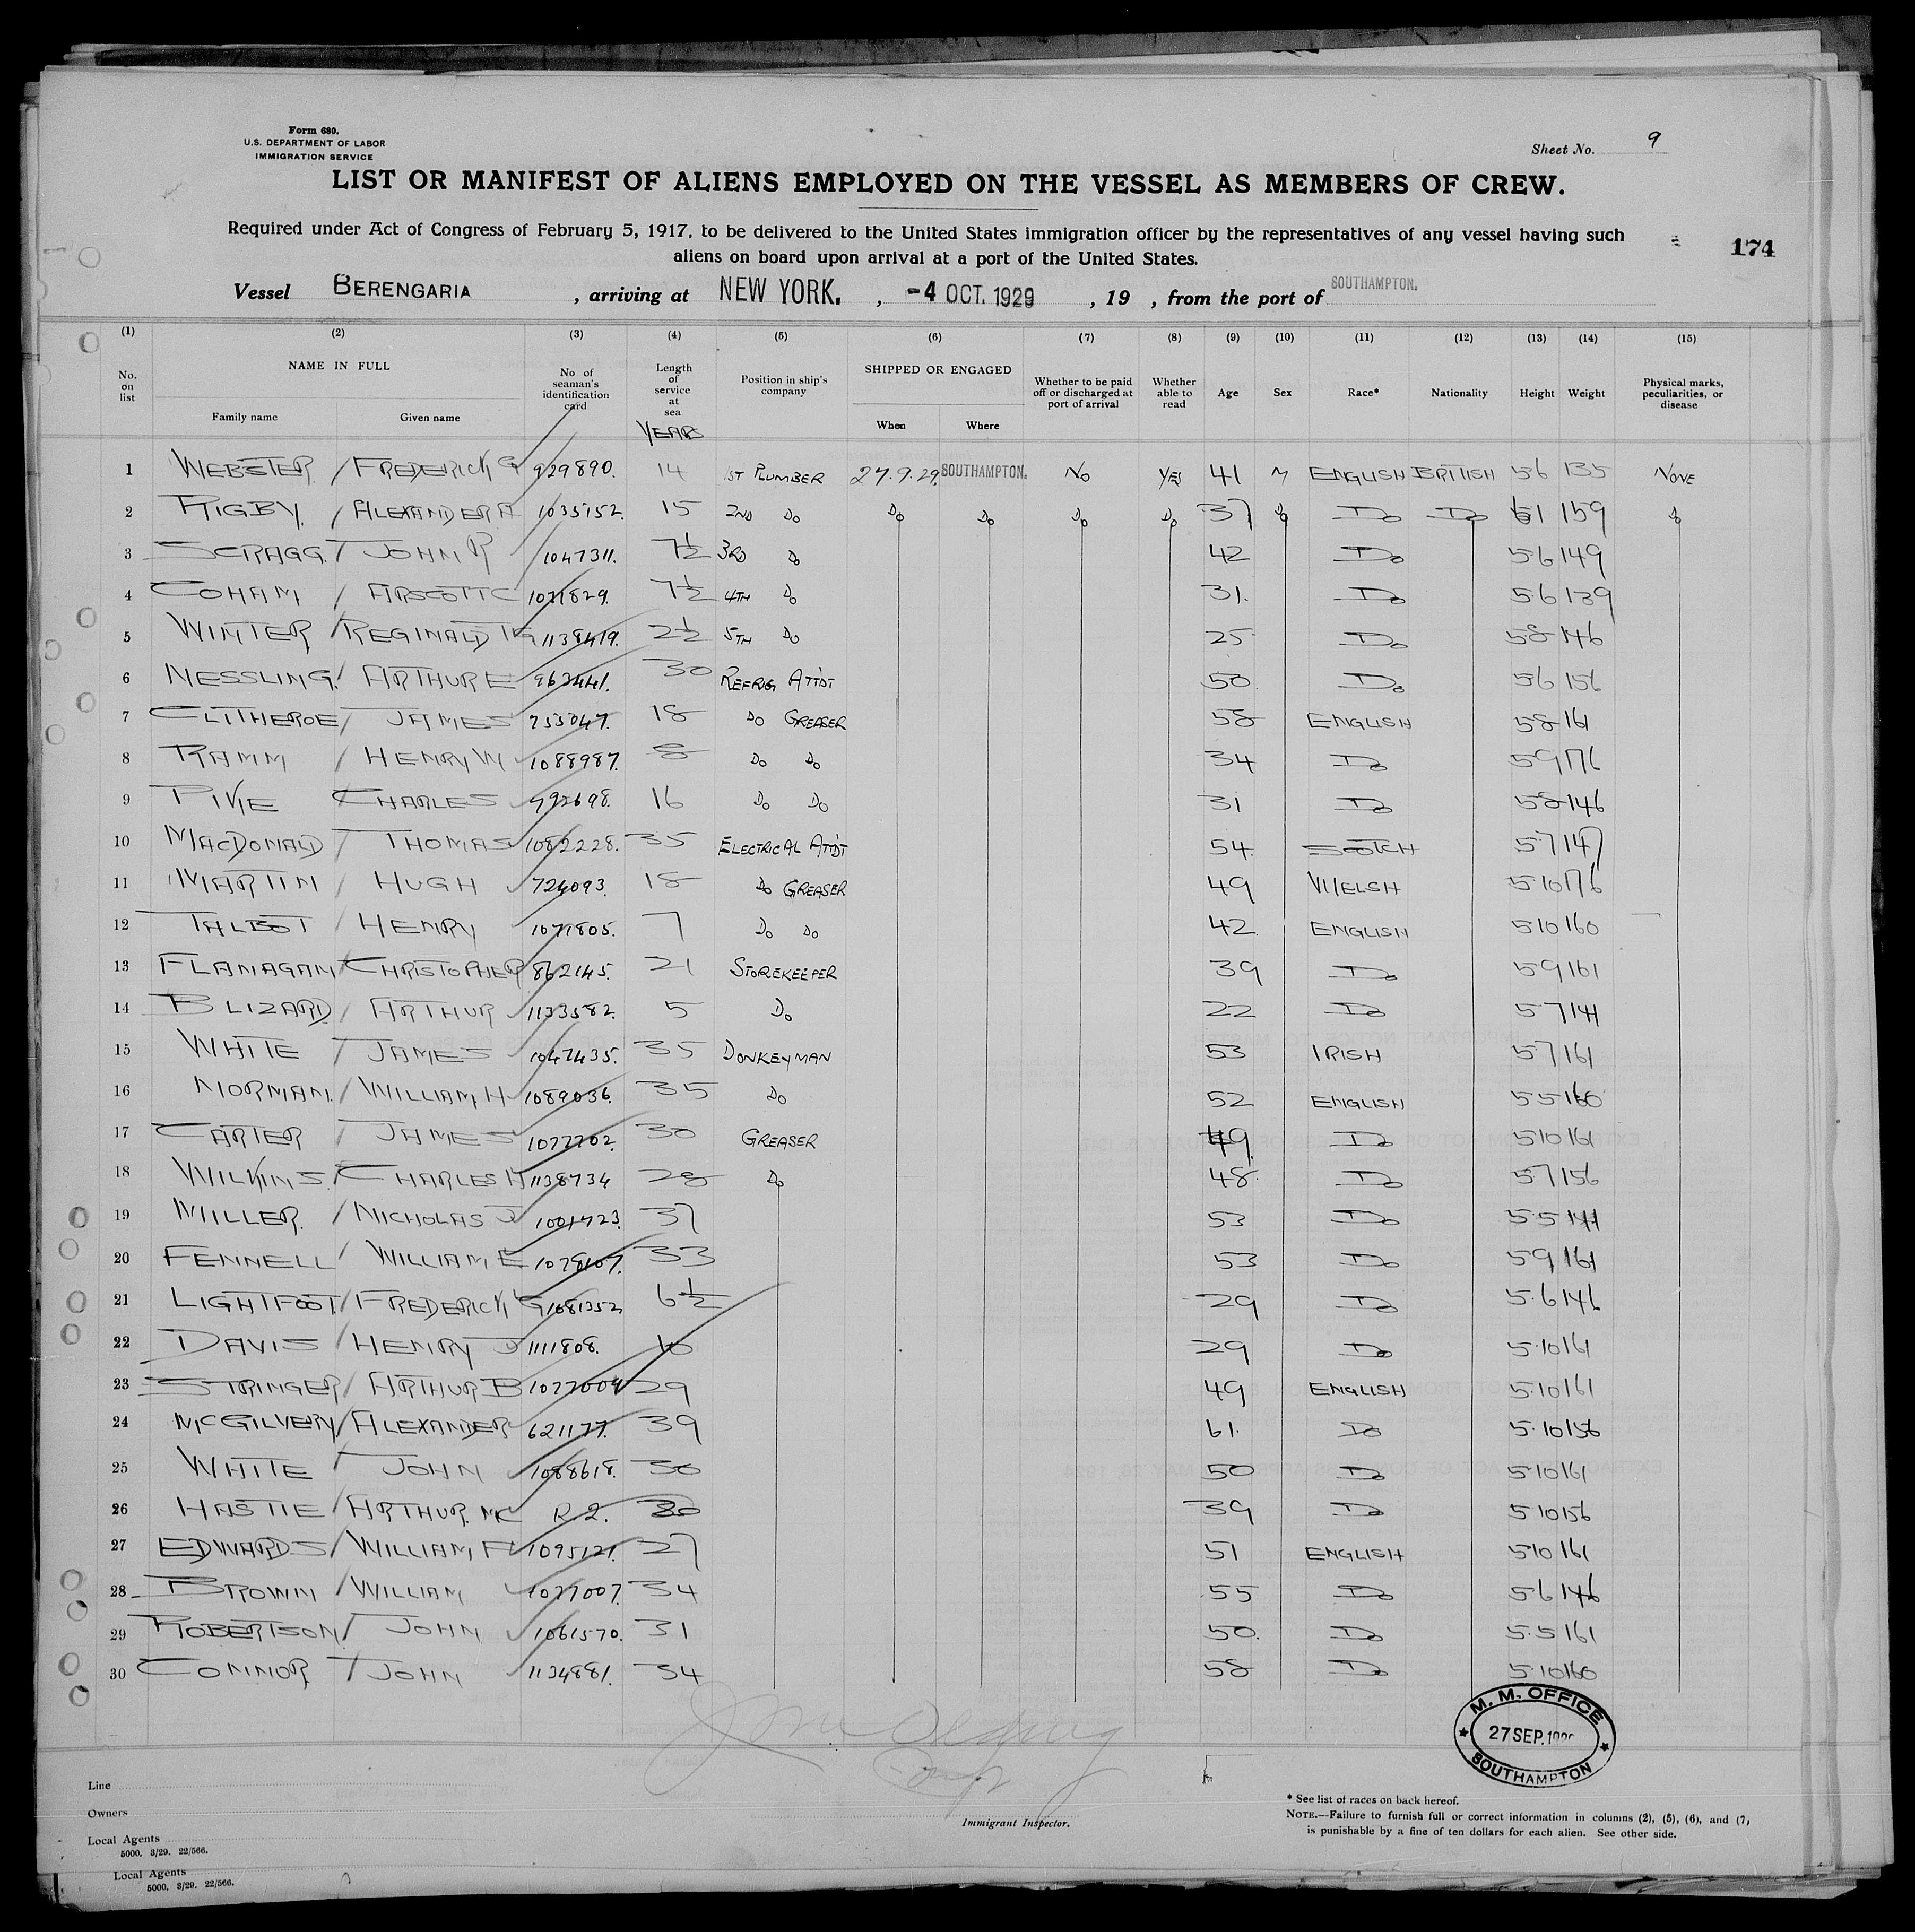 Form 680.
U.S. DEPARTMENT OF LABOR
IMMIGRATION SERVICE
Sheet No. 9
LIST OR MANIFEST OF ALIENS EMPLOYED ON THE VESSEL AS MEMBERS OF CREW.
Required under Act of Congress of February 5, 1917, to be delivered to the United States immigration officer by the representatives of any vessel having such
aliens on board upon arrival at a port of the United States.
174
Vessel BERENGARIA, arriving at NEW YORK., -4 OCT. 1929, 19 , from the port of SOUTHAMPTON.
(1) (2) (3) (4) (5) (6) (7) (8) (9) (10) (11) (12) (13) (14) (15)
No. on list NAME IN FULL Family name Given name No. of seaman's identification card Length of service at sea YEARS Position in ship's company SHIPPED OR ENGAGED When Where Whether to be paid off or discharged at port of arrival Whether able to read Age Sex Race* Nationality Height Weight Physical marks, peculiarities, or disease
1 WEBSTER / FREDERICK G 929890. 14 1ST PLUMBER 27.9.29. SOUTHAMPTON. NO YES 41 M ENGLISH BRITISH 5 6 135 NONE
2 RIGBY. / ALEXANDER A 1035152. 15 2ND DO DO DO DO DO 37 DO DO DO 5 1 159 DO
3 SCRAGG. / JOHN R 1047311. 7½ 3RD DO 42 DO 5.6 149
4 COHAM / ARSCOTT C 1071829. 7½ 4TH DO 31. DO 5.6 139
5 WINTER / REGINALD 1138419. 2½ 5TH DO 25 DO 5 8 146
6 NESSLING. / ARTHUR E 30 REFRIG ATTDT 50. DO 5 6 156
7 CLITHEROE / JAMES 18 DO GREASER 58 ENGLISH 5 8 161
8 RAMM / HENRY W 1088987. 8 DO DO 34 DO 5 9 176
9 PIKE CHARLES 16 DO DO 31 DO 5 8 146
10 MACDONALD / THOMAS 1082228. 35 ELECTRICAL ATTDT 54. SCOTCH 5.7 147
11 MARTIN / HUGH 724093. 18 DO GREASER 49 WELSH 5.10 176
12 TALBOT / HENRY 1071805. 7 DO DO 42. ENGLISH 5 10 160
13 FLANAGAN / CHRISTOPHER 862145. 21 STOREKEEPER 39 DO 5 9 161
14 BLIZARD / ARTHUR 1133582. 5 DO 22 DO 5 7 141
15 WHITE / JAMES 1047435. 35 DONKEYMAN 53 IRISH 5 7 161
16 NORMAN. / WILLIAM H 1089036. 35 DO 52 ENGLISH 5 5 160
17 CARTER / JAMES 1077702. 30 GREASER 49 DO 5 10 161
18 WILKINS. / CHARLES H 1138734 28 DO 48. DO 5 7 156
19 MILLER. / NICHOLAS J 1001723. 37 53 DO 5.5 141
20 FENNELL / WILLIAM E 1078107. 33 53 DO 5 9 161
21 LIGHTFOOT / FREDERICK G 1081352 6½ 29 DO 5.6 146
22 DAVIS / HENRY J 1111808. 10 29 DO 5.10 161
23 STRINGER / ARTHUR B 1077004 29 49 ENGLISH 5.10 161
24 MCGILVERY / ALEXANDER 621177. 39 61. DO 5.10 156
25 WHITE / JOHN 1088618. 30 50 DO 5 10 161
26 HASTIE / ARTHUR. MC R.2. 30 39 DO 5 10 156
27 EDWARDS / WILLIAM F 1095121. 27 51 ENGLISH 5 10 161
28 BROWN / WILLIAM 1077007. 34 55 DO 5 6 146
29 ROBERTSON / JOHN 1061570. 31 50. DO 5.5 161
30 CONNOR / JOHN 1134881. 34 58 DO 5.10 160
M. M. OFFICE
27 SEP. 192
SOUTHAMPTON
Line
Owners
Local Agents
5000. 3/29. 22/566.
Immigrant Inspector.
* See list of races on back hereof.
NOTE.—Failure to furnish full or correct information in columns (2), (5), (6), and (7,
is punishable by a fine of ten dollars for each alien. See other side.
Local Agents
5000. 3/29. 22/566.